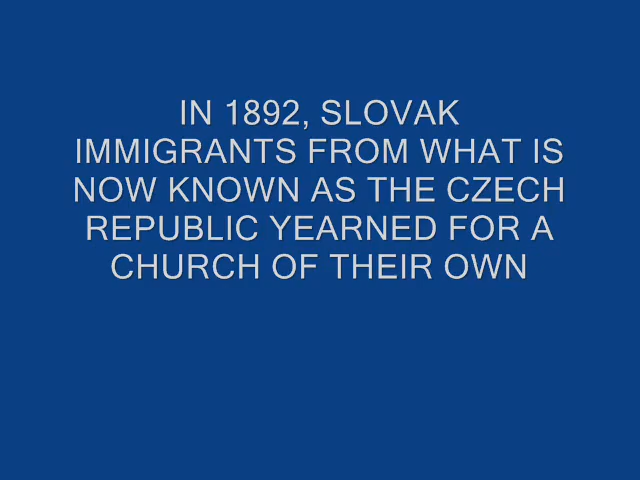 IN 1892, SLOVAK
IMMIGRANTS FROM WHAT IS
NOW KNOWN AS THE CZECH
REPUBLIC YEARNED FOR A
CHURCH OF THEIR OWN